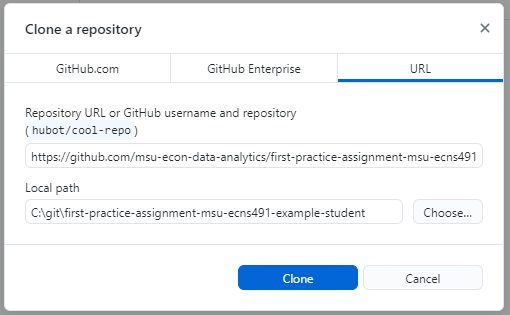 Clone a repository
GitHub.com
GitHub Enterprise
URL
Repository URL or GitHub username and repository
(hubot/cool-repo)
https://github.com/msu-econ-data-analytics/first-practice-assignment-msu-ecns491
Local path
C:\git\first-practice-assignment-msu-ecns491-example-student
Choose...
Clone
Cancel